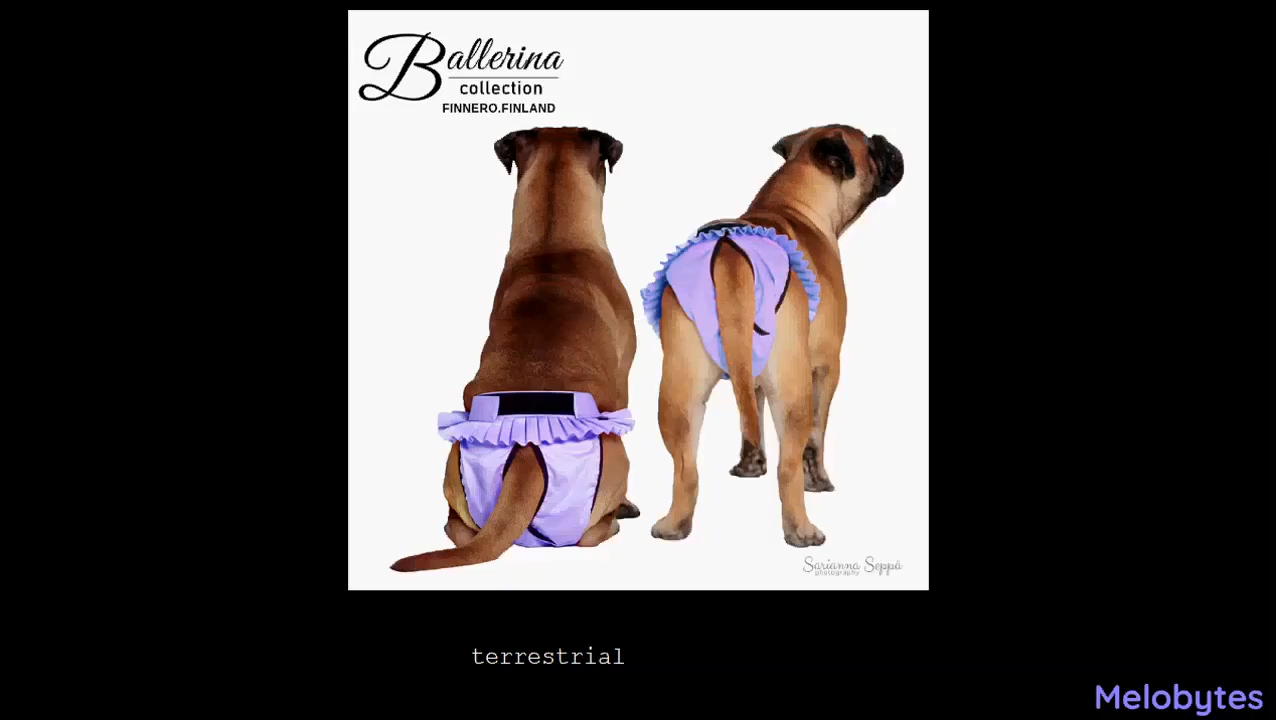 Ballerina
collection
FINNERO.FINLAND
Sarianna Seppä
photography
terrestrial
Melobytes